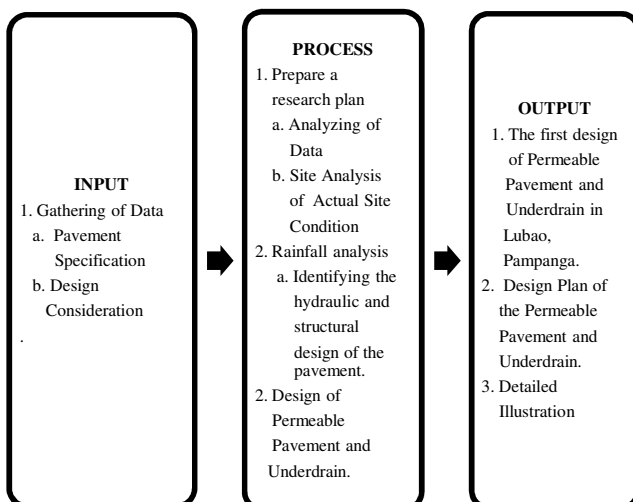 INPUT
1. Gathering of Data
a. Pavement
Specification
b. Design
Consideration
.
PROCESS
1. Prepare a
research plan
a. Analyzing of
Data
b. Site Analysis
of Actual Site
Condition
2. Rainfall analysis
a. Identifying the
hydraulic and
structural
design of the
pavement.
2. Design of
Permeable
Pavement and
Underdrain.
OUTPUT
1. The first design
of Permeable
Pavement and
Underdrain in
Lubao,
Pampanga.
2. Design Plan of
the Permeable
Pavement and
Underdrain.
3. Detailed
Illustration